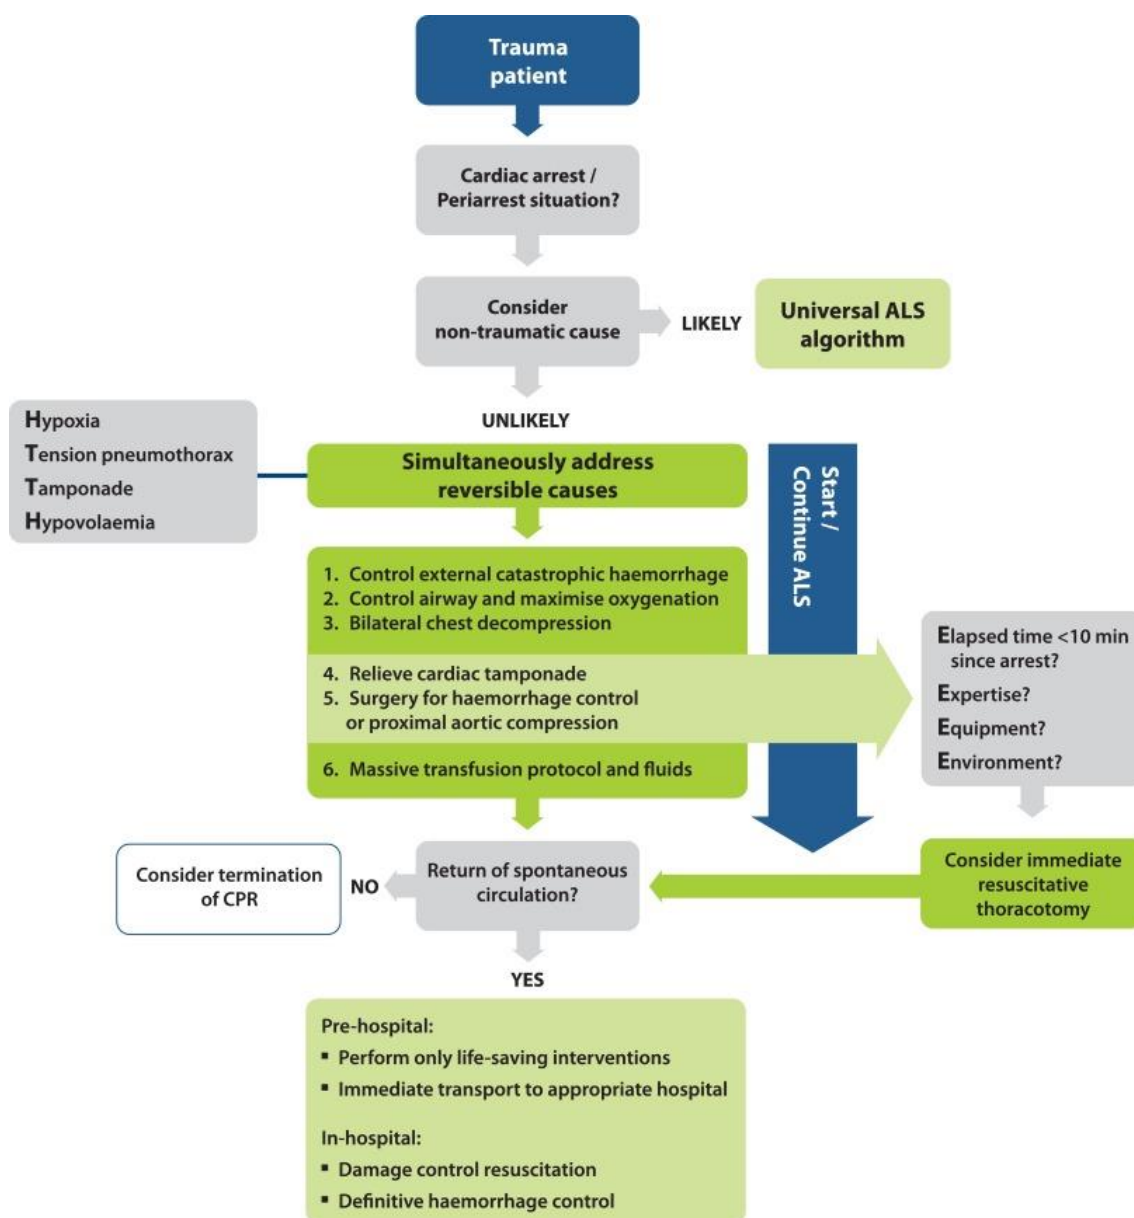 Trauma
patient
Cardiac arrest /
Periarrest situation?
Consider
non-traumatic cause
LIKELY
Universal ALS
algorithm
UNLIKELY
Hypoxia
Tension pneumothorax
Tamponade
Hypovolaemia
Simultaneously address
reversible causes
Start /
Continue ALS
1. Control external catastrophic haemorrhage
2. Control airway and maximise oxygenation
3. Bilateral chest decompression
4. Relieve cardiac tamponade
5. Surgery for haemorrhage control
or proximal aortic compression
6. Massive transfusion protocol and fluids
Elapsed time <10 min
since arrest?
Expertise?
Equipment?
Environment?
Consider immediate
resuscitative
thoracotomy
Return of spontaneous
circulation?
NO
Consider termination
of CPR
YES
Pre-hospital:
▪ Perform only life-saving interventions
▪ Immediate transport to appropriate hospital
In-hospital:
▪ Damage control resuscitation
▪ Definitive haemorrhage control